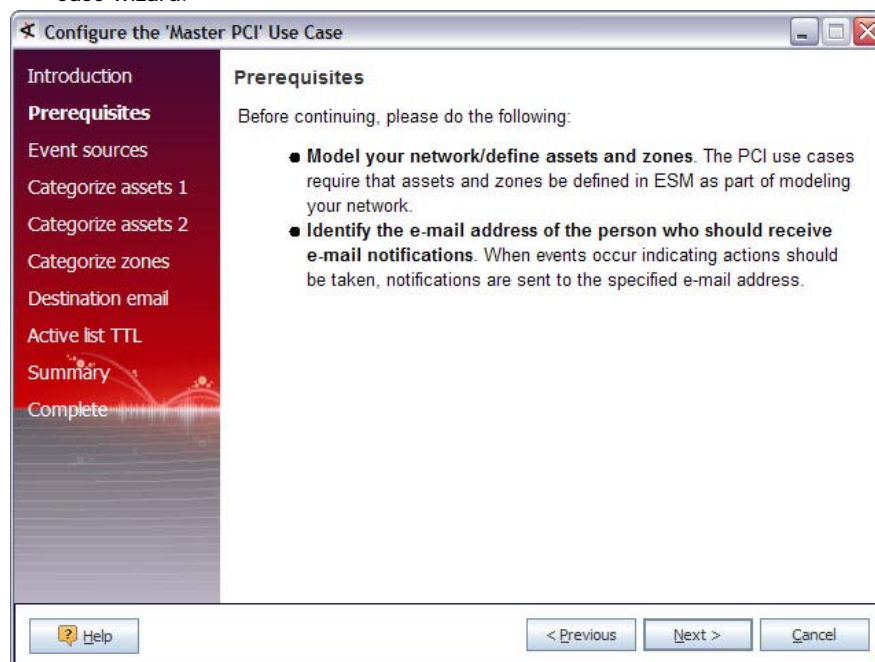 Configure the 'Master PCI' Use Case
Introduction
Prerequisites
Event sources
Categorize assets 1
Categorize assets 2
Categorize zones
Destination email
Active list TTL
Summary
Complete
Prerequisites
Before continuing, please do the following:
● Model your network/define assets and zones. The PCI use cases
require that assets and zones be defined in ESM as part of modeling
your network.
● Identify the e-mail address of the person who should receive
e-mail notifications. When events occur indicating actions should
be taken, notifications are sent to the specified e-mail address.
Help
< Previous
Next >
Cancel